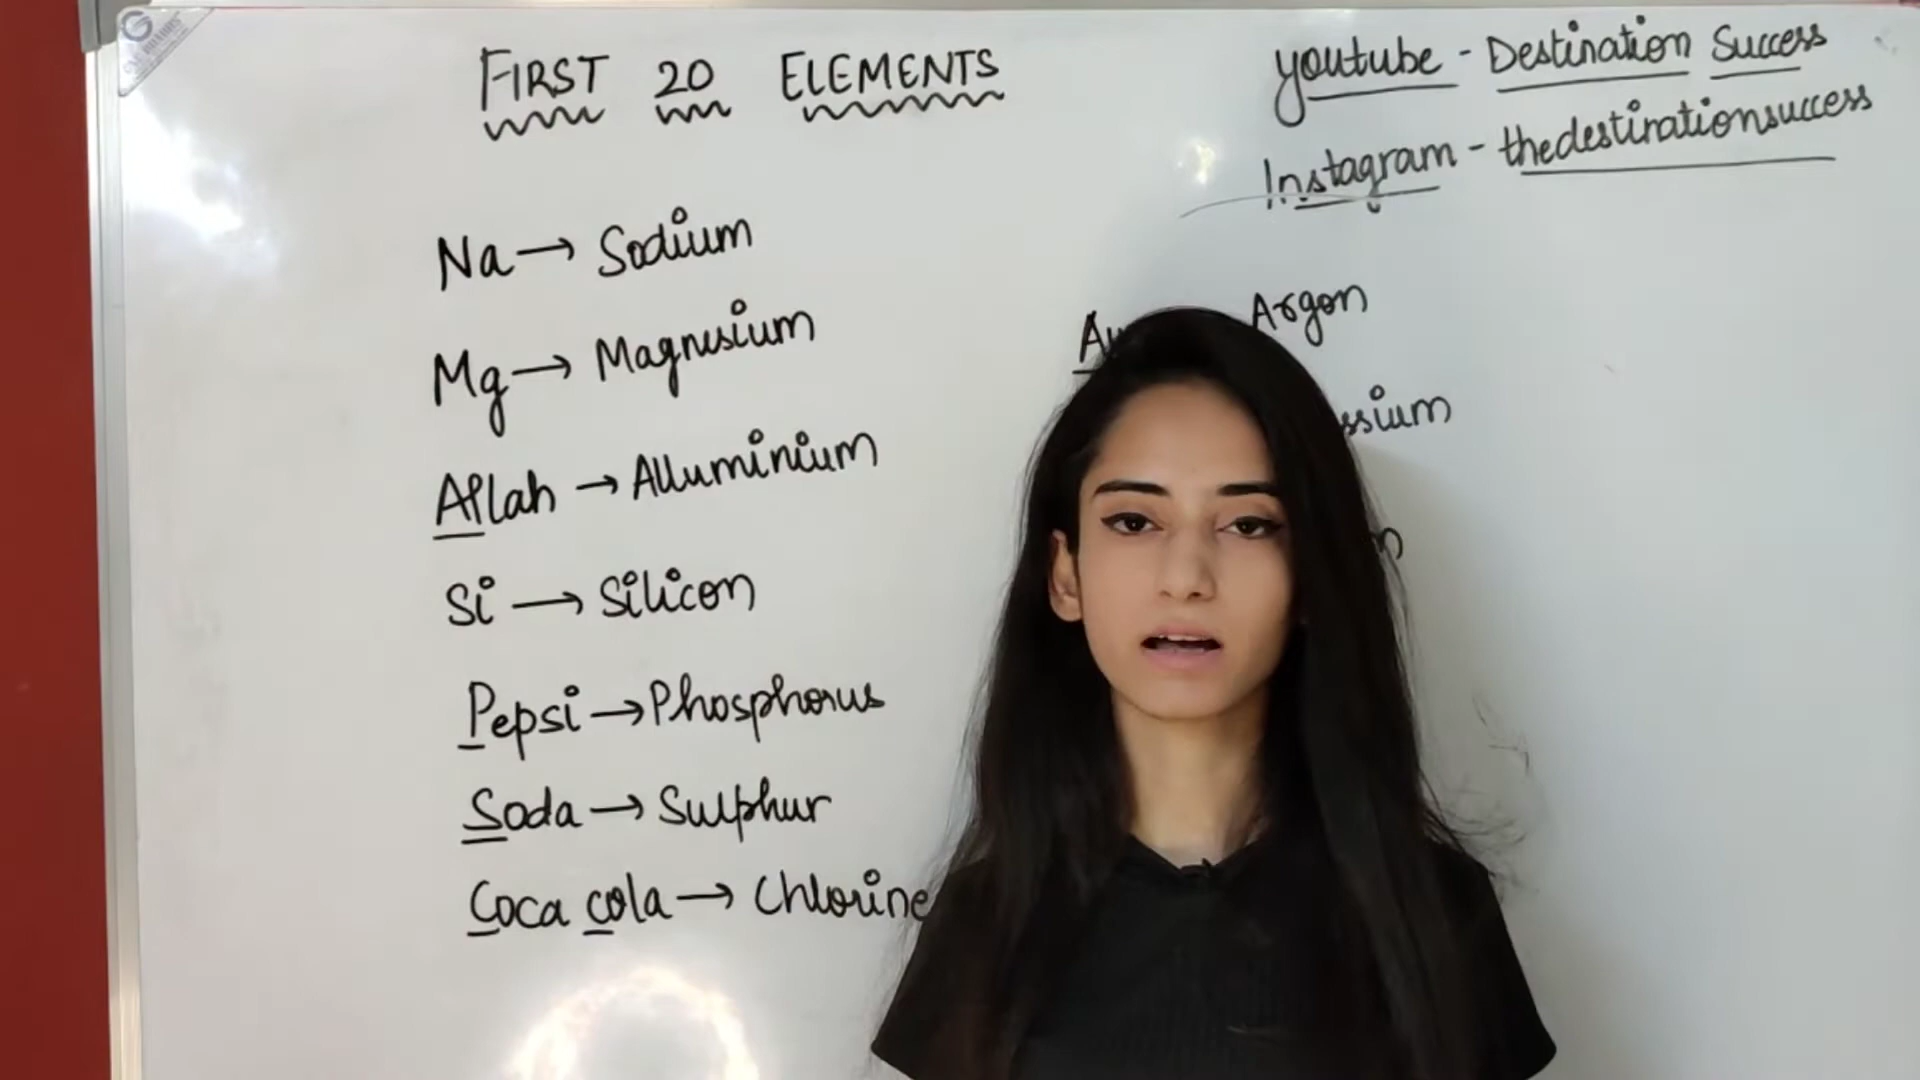 FIRST 20 ELEMENTS
youtube - Destination Success
Instagram - thedestinationsuccess
Na → Sodium
Mg → Magnesium
Allah → Alluminium
Si → Silicon
Pepsi → Phosphorus
Soda → Sulphur
Coca cola → Chlorine
Argon